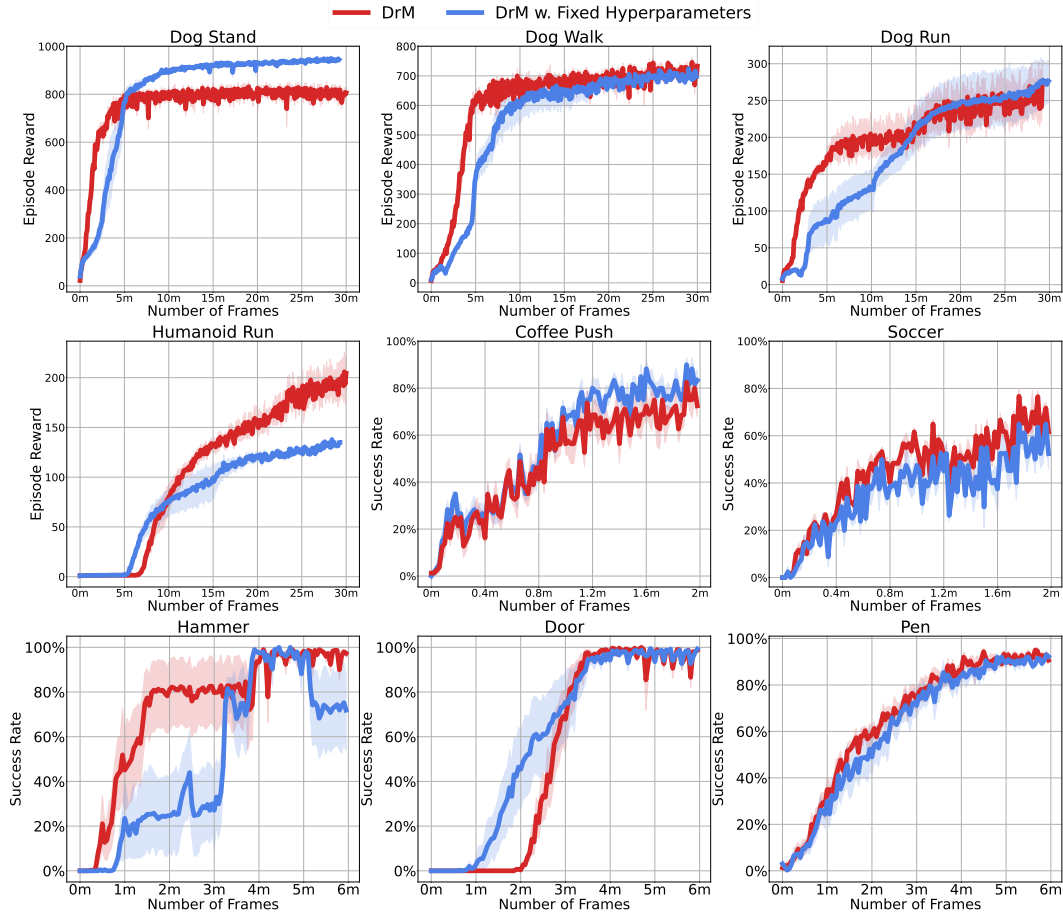 DrM DrM w. Fixed Hyperparameters
Dog Stand
Episode Reward
1000
800
600
400
200
0
0m 5m 10m 15m 20m 25m 30m
Number of Frames
Dog Walk
Episode Reward
800
700
600
500
400
300
200
100
0
0m 5m 10m 15m 20m 25m 30m
Number of Frames
Dog Run
Episode Reward
300
250
200
150
100
50
0
0m 5m 10m 15m 20m 25m 30m
Number of Frames
Humanoid Run
Episode Reward
200
150
100
50
0
0m 5m 10m 15m 20m 25m 30m
Number of Frames
Coffee Push
Success Rate
100%
80%
60%
40%
20%
0%
0m 0.4m 0.8m 1.2m 1.6m 2m
Number of Frames
Soccer
Success Rate
100%
80%
60%
40%
20%
0%
0m 0.4m 0.8m 1.2m 1.6m 2m
Number of Frames
Hammer
Success Rate
100%
80%
60%
40%
20%
0%
0m 1m 2m 3m 4m 5m 6m
Number of Frames
Door
Success Rate
100%
80%
60%
40%
20%
0%
0m 1m 2m 3m 4m 5m 6m
Number of Frames
Pen
Success Rate
100%
80%
60%
40%
20%
0%
0m 1m 2m 3m 4m 5m 6m
Number of Frames